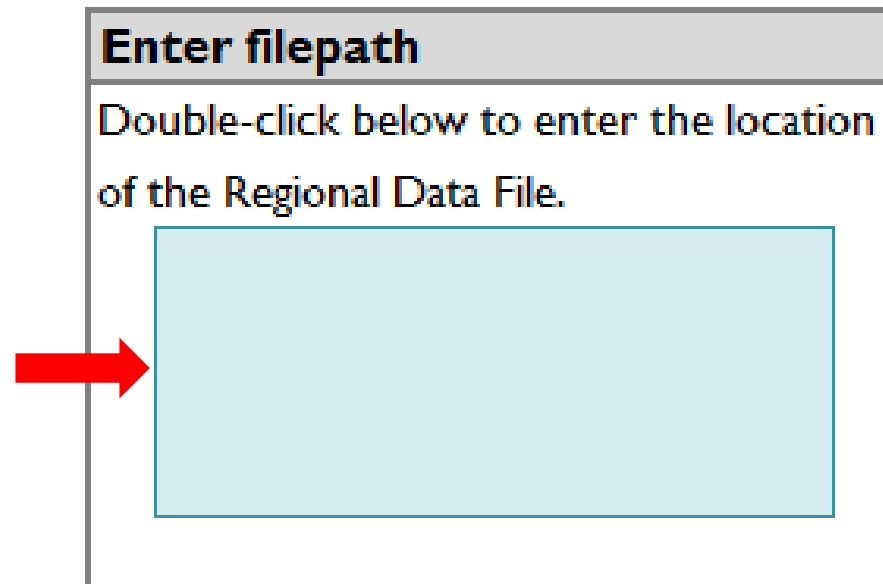 Enter filepath
Double-click below to enter the location
of the Regional Data File.